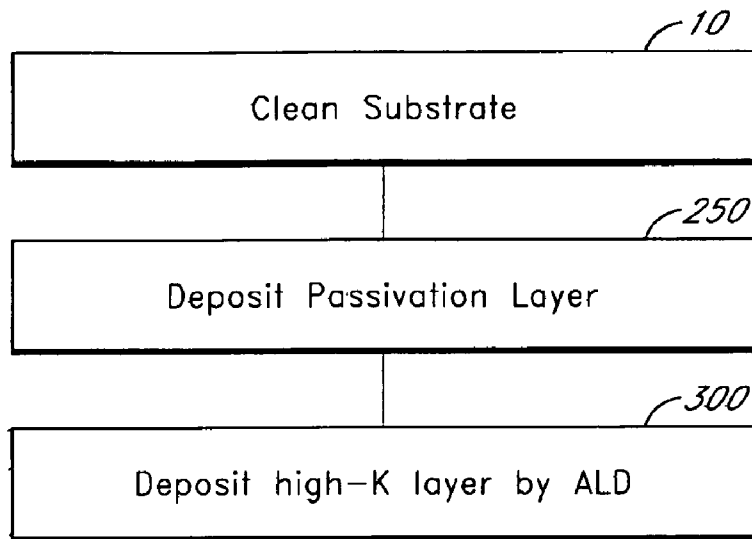 10
Clean Substrate
250
Deposit Passivation Layer
300
Deposit high-K layer by ALD